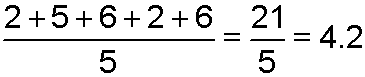 (2+5+6+2+6)/5 = 21/5 = 4.2